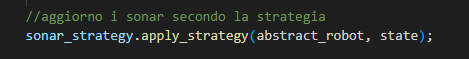 //aggiorno i sonar secondo la strategia
sonar_strategy.apply_strategy(abstract_robot, state);